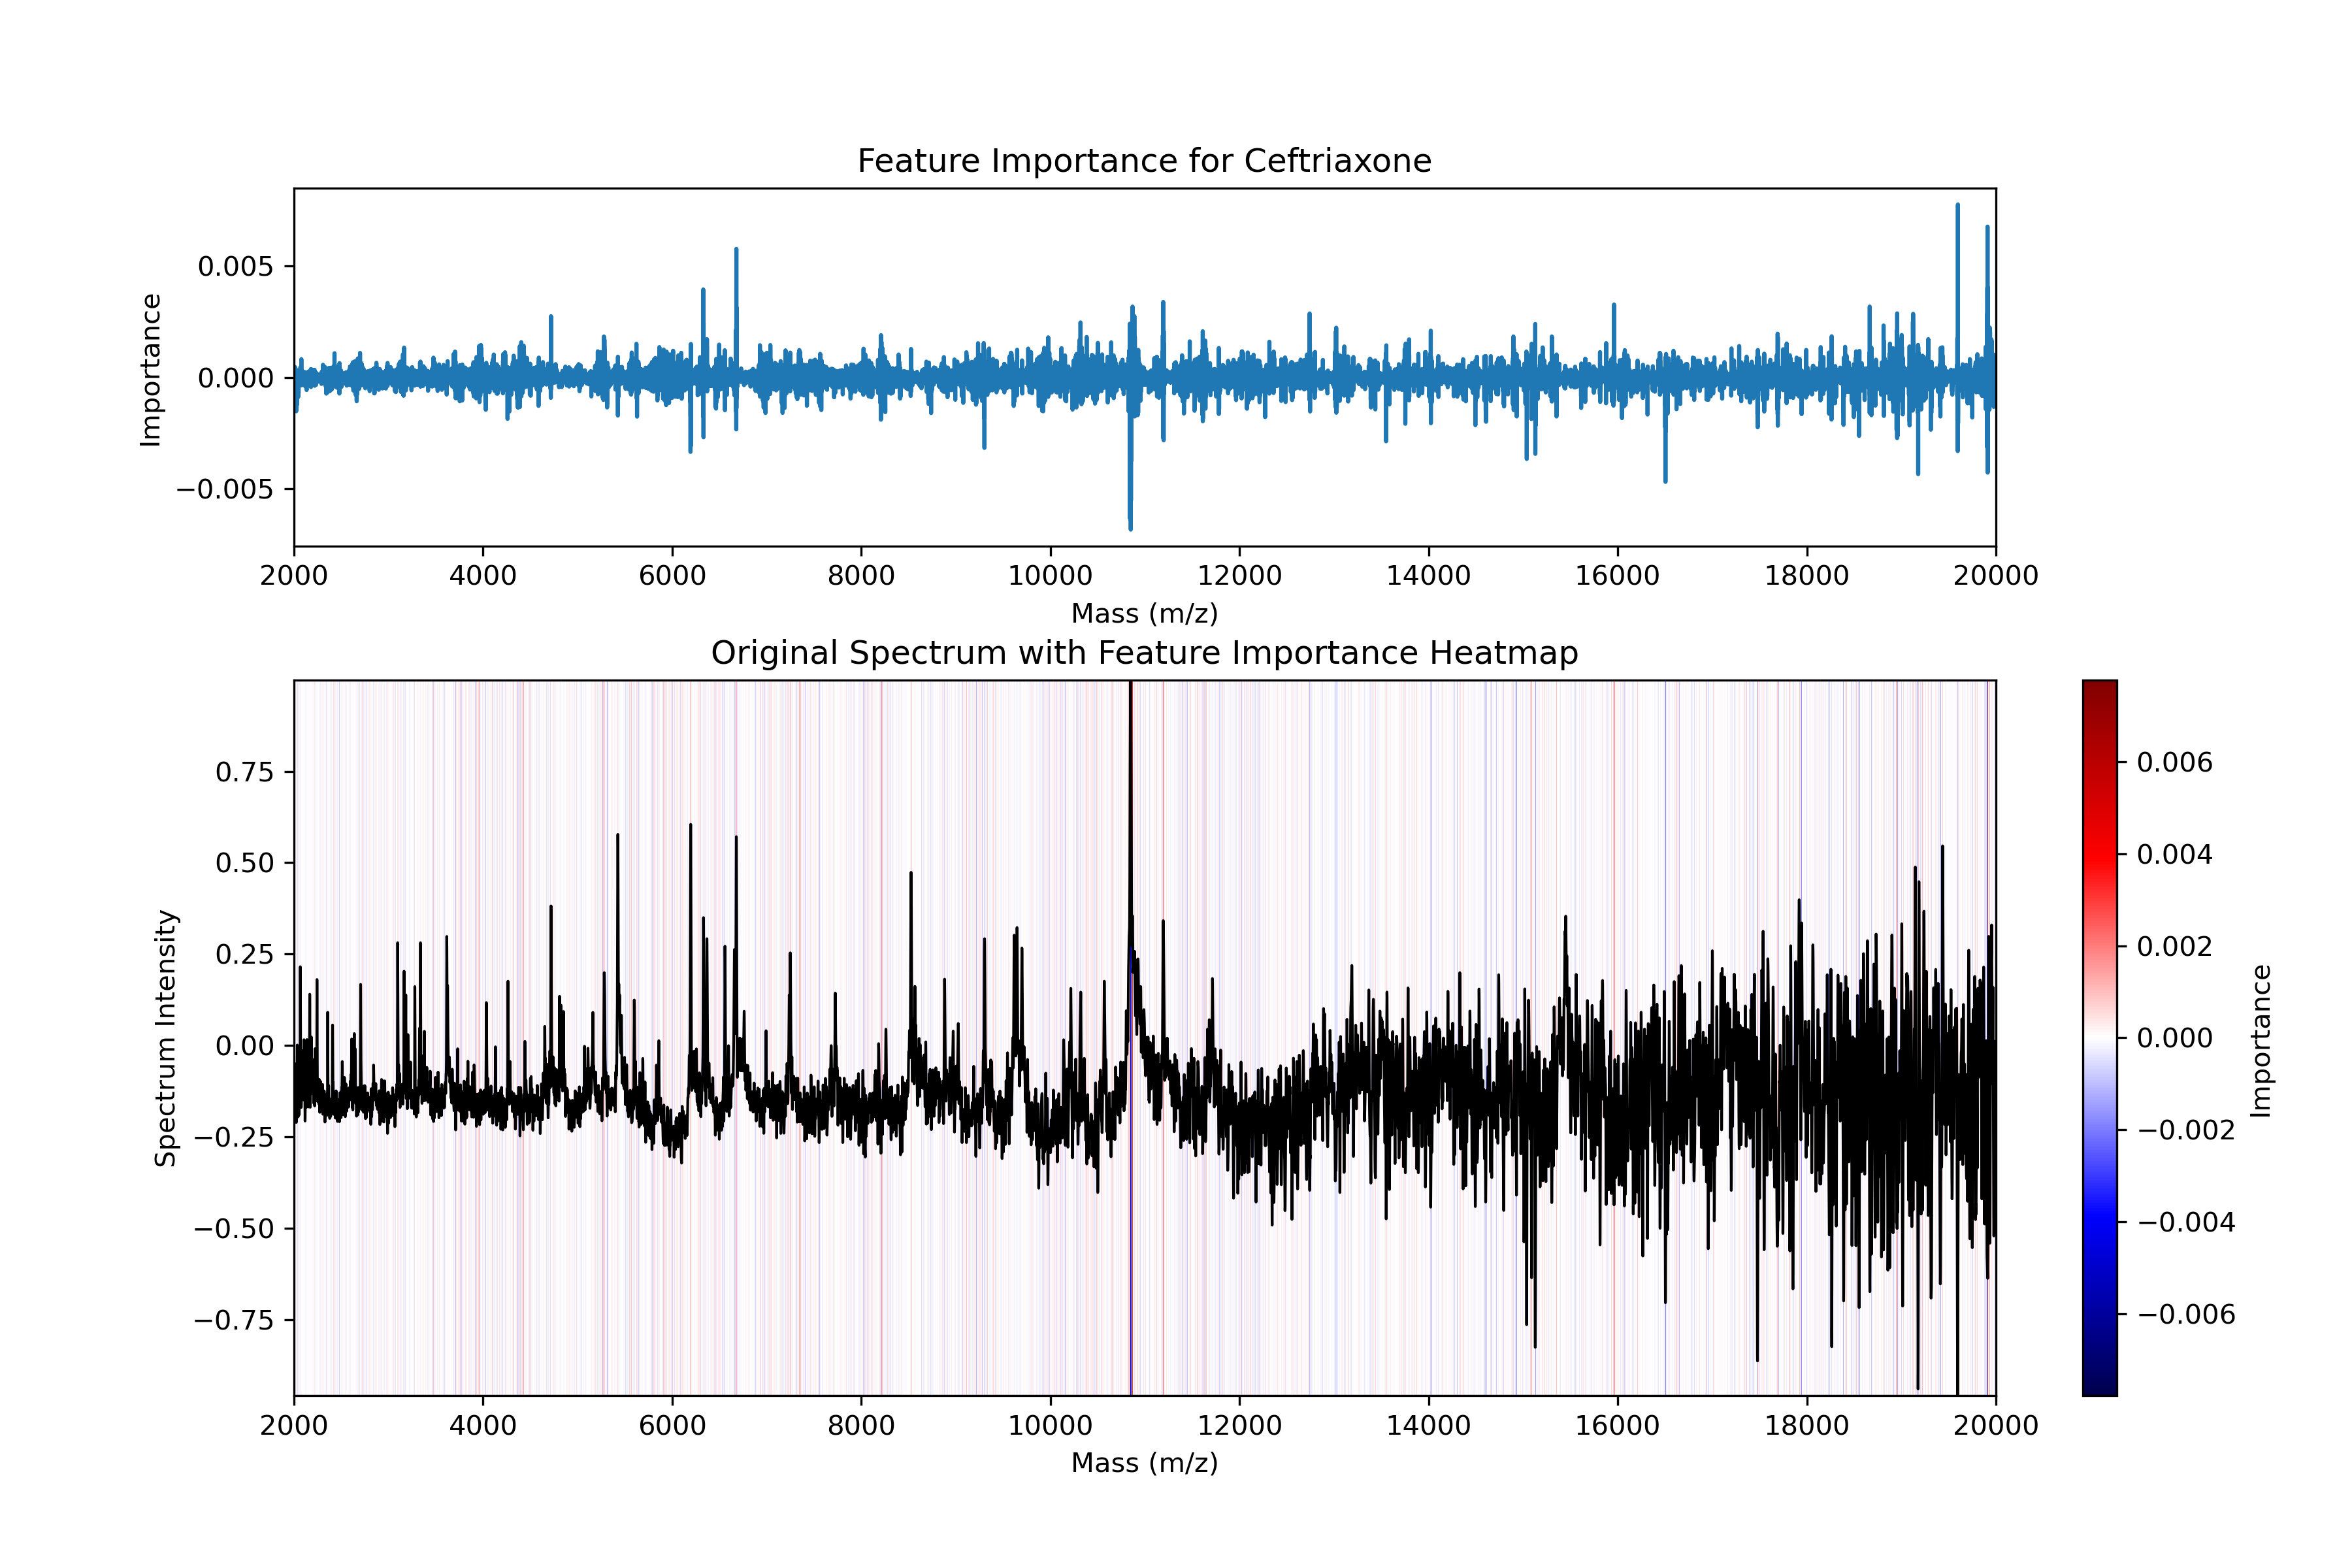 Feature Importance for Ceftriaxone
Importance
0.005
0.000
−0.005
2000 4000 6000 8000 10000 12000 14000 16000 18000 20000
Mass (m/z)
Original Spectrum with Feature Importance Heatmap
Spectrum Intensity
0.75
0.50
0.25
0.00
−0.25
−0.50
−0.75
2000 4000 6000 8000 10000 12000 14000 16000 18000 20000
Mass (m/z)
0.006
0.004
0.002
0.000
−0.002
−0.004
−0.006
Importance